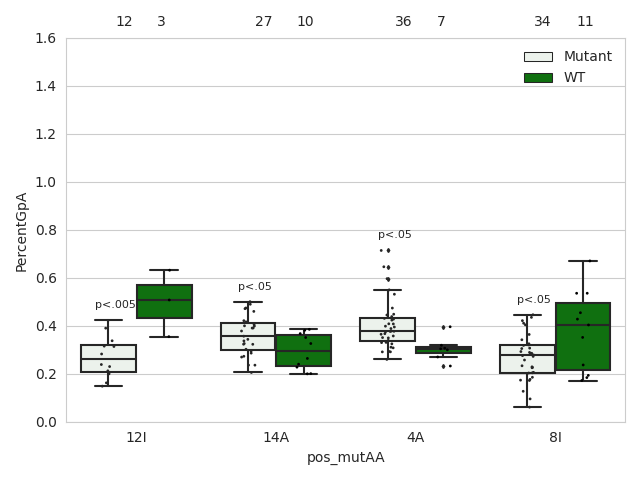 12 3 27 10 36 7 34 11
1.6
1.4
1.2
1.0
0.8
0.6
0.4
0.2
0.0
PercentGpA
Mutant
WT
p<.005
p<.05
p<.05
p<.05
12I 14A 4A 8I
pos_mutAA